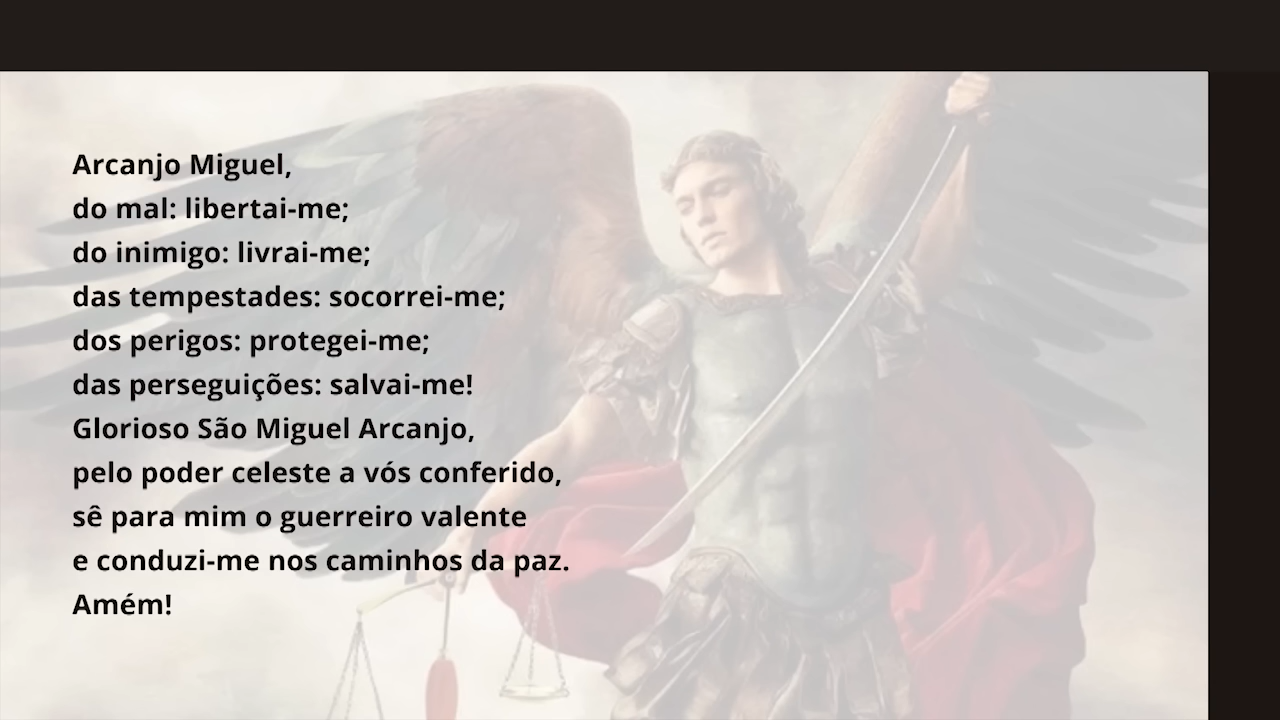 Arcanjo Miguel,
do mal: libertai-me;
do inimigo: livrai-me;
das tempestades: socorrei-me;
dos perigos: protegei-me;
das perseguições: salvai-me!
Glorioso São Miguel Arcanjo,
pelo poder celeste a vós conferido,
sê para mim o guerreiro valente
e conduzi-me nos caminhos da paz.
Amém!